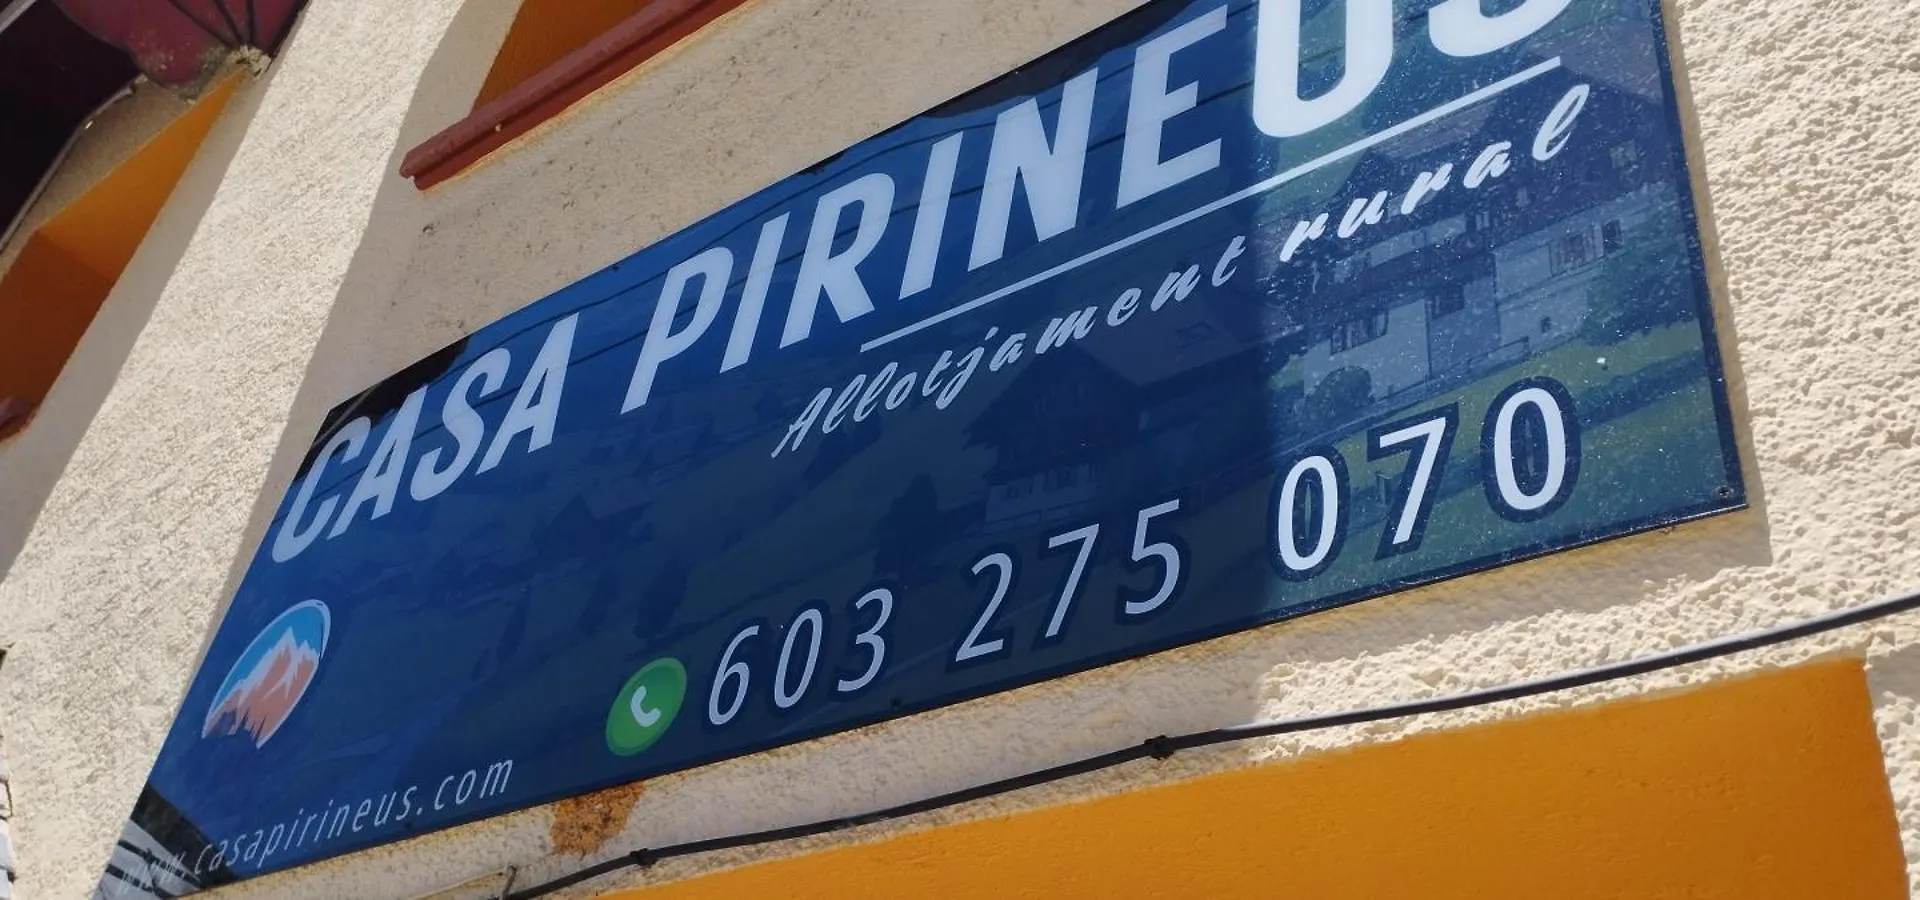 CASA PIRINEUS
Allotjament rural
603 275 070
www.casapirineus.com